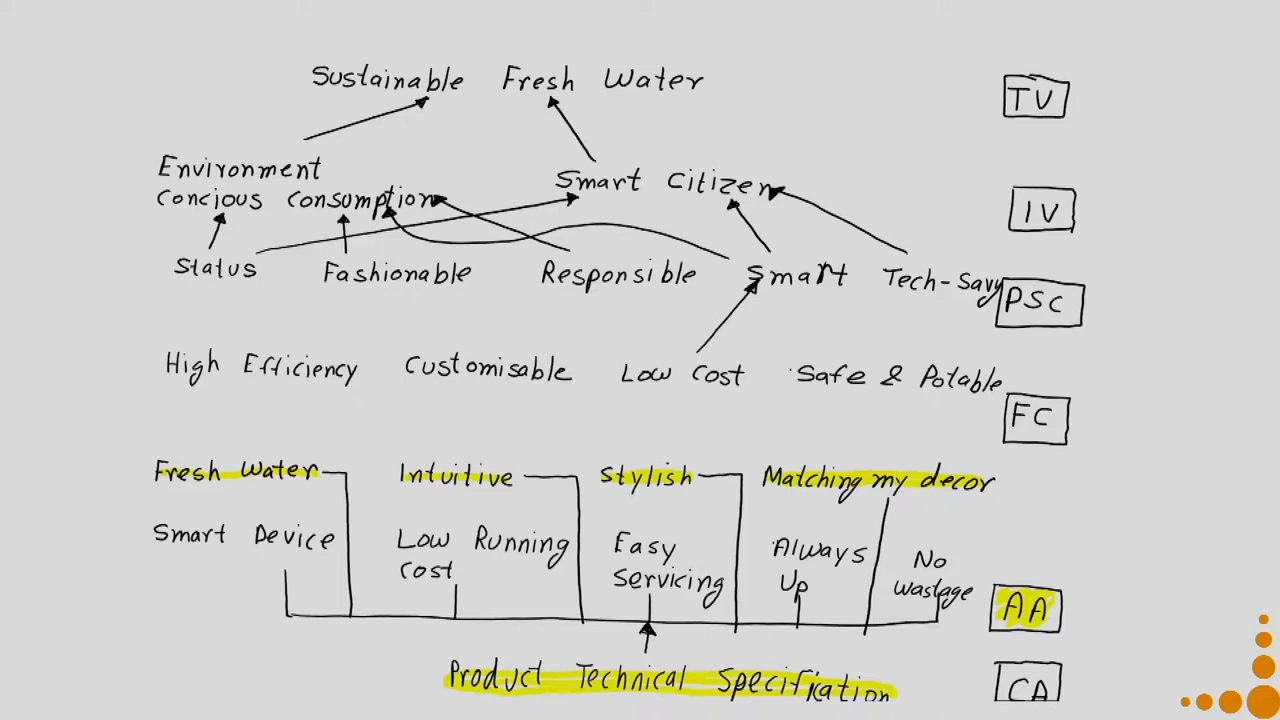 Sustainable Fresh Water
TV
Environment
Concious Consumption
Smart Citizen
IV
Status
Fashionable
Responsible
Smart
Tech-Savy
PSC
High Efficiency
Customisable
Low Cost
Safe & Potable
FC
Fresh Water
Intuitive
Stylish
Matching my decor
Smart Device
Low Running
Cost
Easy
Servicing
Always
Up
No
Wastage
AA
Product Technical Specification
CA